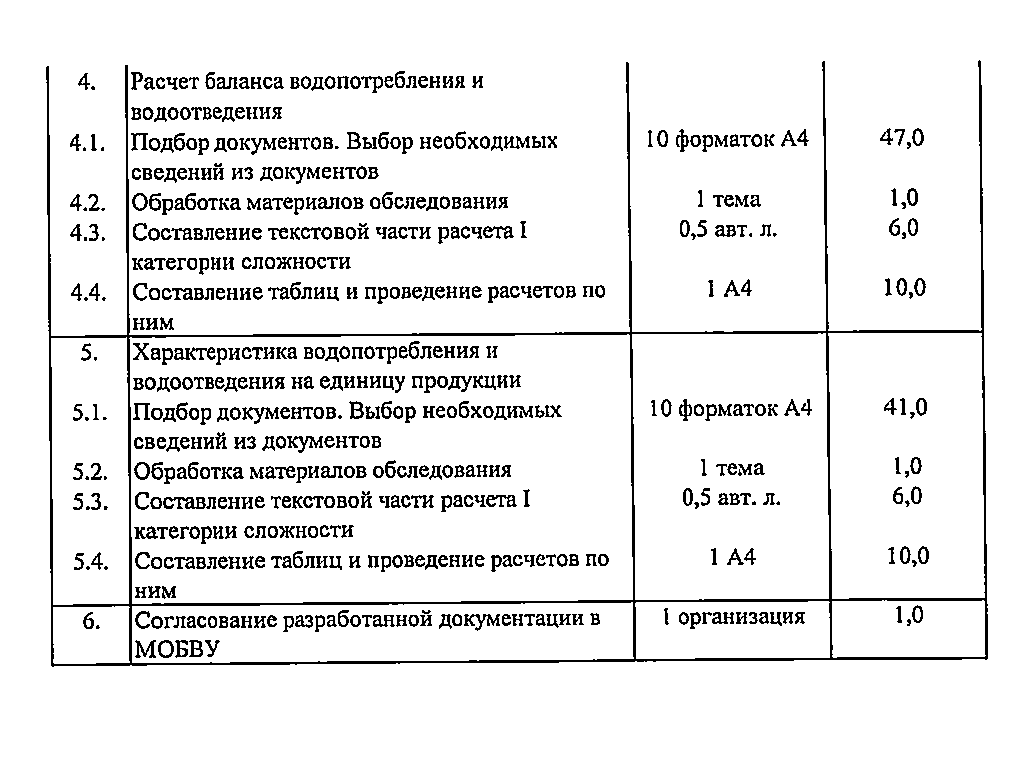 4. Расчет баланса водопотребления и
водоотведения
4.1. Подбор документов. Выбор необходимых 10 форматок А4 47,0
сведений из документов
4.2. Обработка материалов обследования 1 тема 1,0
4.3. Составление текстовой части расчета I 0,5 авт. л. 6,0
категории сложности
4.4. Составление таблиц и проведение расчетов по 1 А4 10,0
ним
5. Характеристика водопотребления и
водоотведения на единицу продукции
5.1. Подбор документов. Выбор необходимых 10 форматок А4 41,0
сведений из документов
5.2. Обработка материалов обследования 1 тема 1,0
5.3. Составление текстовой части расчета I 0,5 авт. л. 6,0
категории сложности
5.4. Составление таблиц и проведение расчетов по 1 А4 10,0
ним
6. Согласование разработанной документации в 1 организация 1,0
МОБВУ